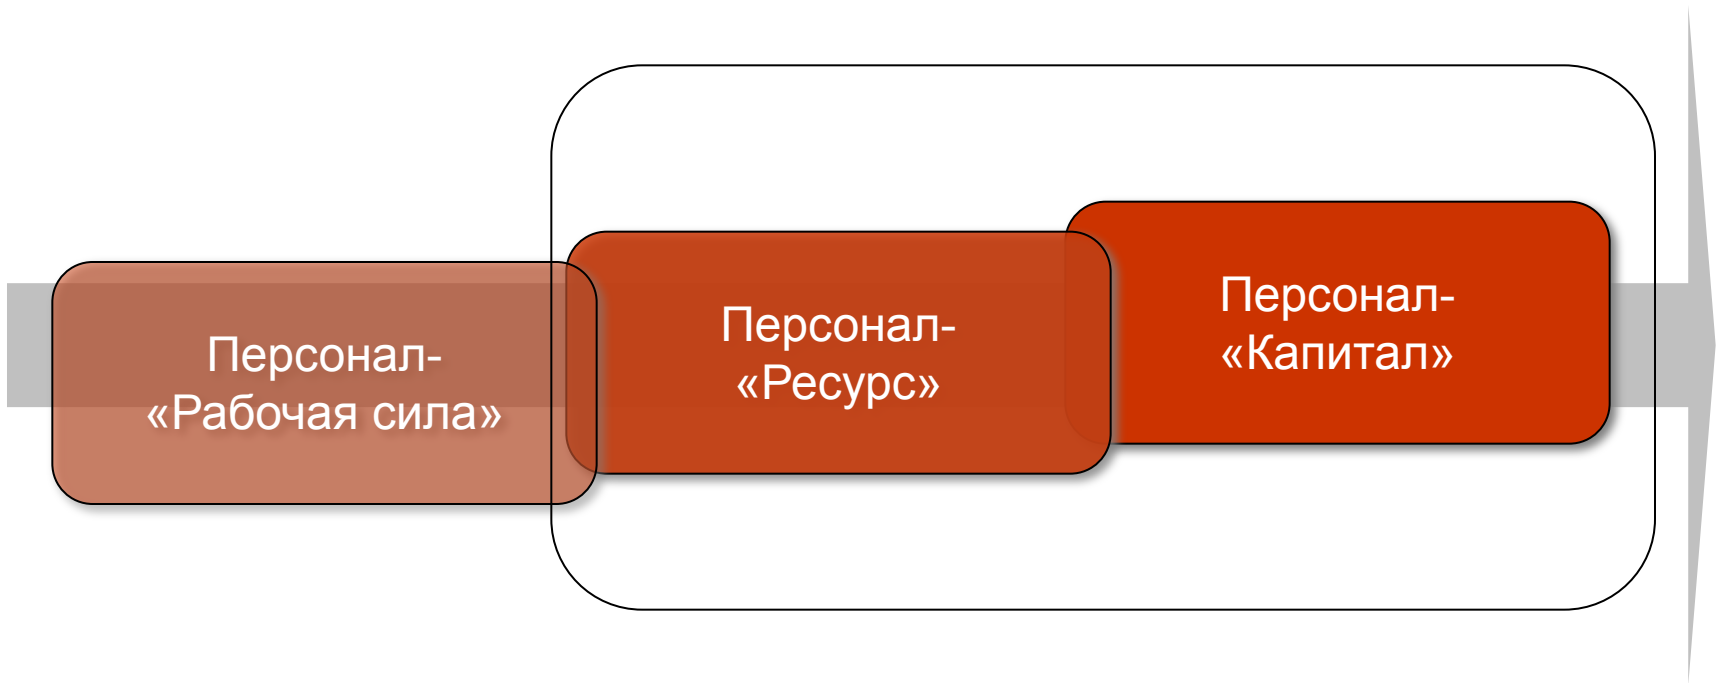 Персонал-
«Рабочая сила»
Персонал-
«Ресурс»
Персонал-
«Капитал»